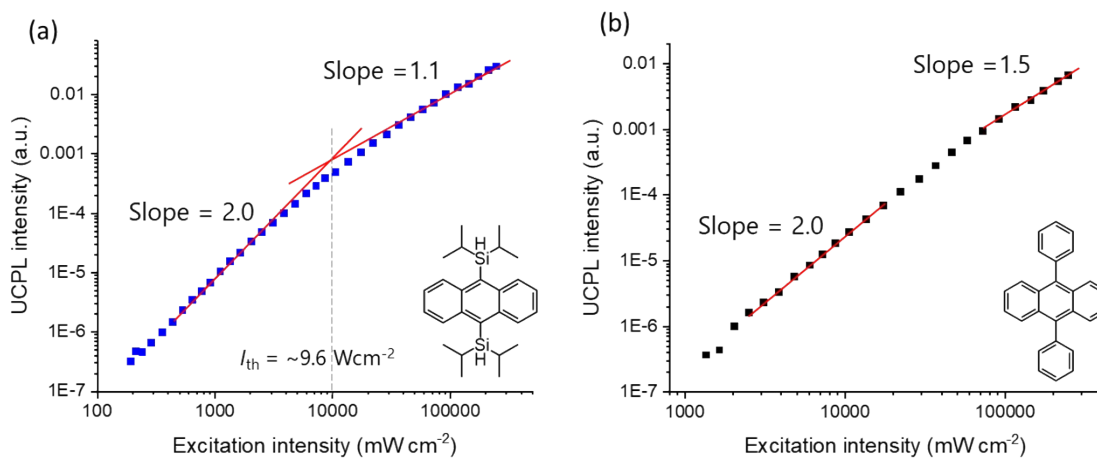 (a)
UCPL intensity (a.u.)
0.01
0.001
1E-4
1E-5
1E-6
1E-7
Slope =1.1
Slope = 2.0
I_th = ~9.6 Wcm⁻²
H
Si
Si
H
100
1000
10000
100000
Excitation intensity (mW cm⁻²)
(b)
UCPL intensity (a.u.)
0.01
0.001
1E-4
1E-5
1E-6
1E-7
Slope =1.5
Slope = 2.0
1000
10000
100000
Excitation intensity (mW cm⁻²)